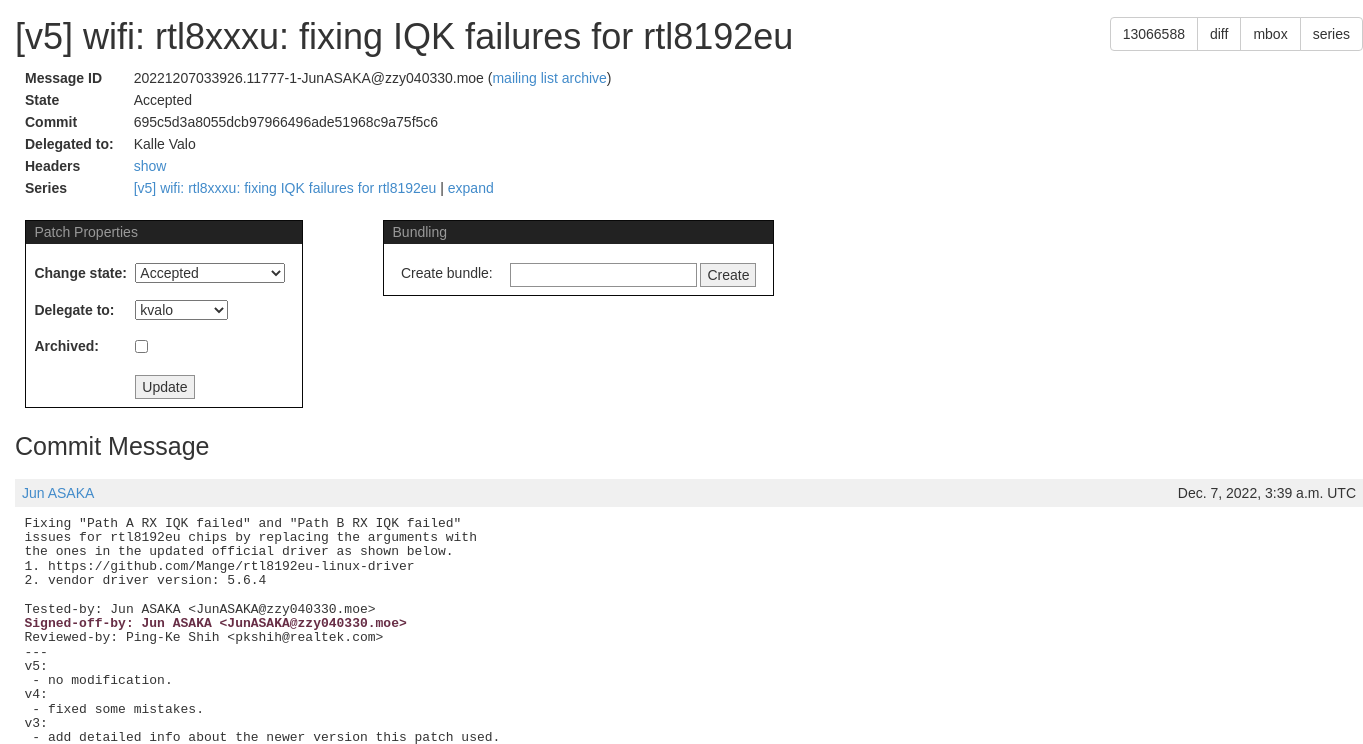 [v5] wifi: rtl8xxxu: fixing IQK failures for rtl8192eu
13066588 diff mbox series
Message ID 20221207033926.11777-1-JunASAKA@zzy040330.moe (mailing list archive)
State Accepted
Commit 695c5d3a8055dcb97966496ade51968c9a75f5c6
Delegated to: Kalle Valo
Headers show
Series [v5] wifi: rtl8xxxu: fixing IQK failures for rtl8192eu | expand
Patch Properties
Change state: Accepted
Delegate to: kvalo
Archived:
Update
Bundling
Create bundle: Create
Commit Message
Jun ASAKA Dec. 7, 2022, 3:39 a.m. UTC
Fixing "Path A RX IQK failed" and "Path B RX IQK failed"
issues for rtl8192eu chips by replacing the arguments with
the ones in the updated official driver as shown below.
1. https://github.com/Mange/rtl8192eu-linux-driver
2. vendor driver version: 5.6.4
Tested-by: Jun ASAKA <JunASAKA@zzy040330.moe>
Signed-off-by: Jun ASAKA <JunASAKA@zzy040330.moe>
Reviewed-by: Ping-Ke Shih <pkshih@realtek.com>
---
v5:
 - no modification.
v4:
 - fixed some mistakes.
v3:
 - add detailed info about the newer version this patch used.